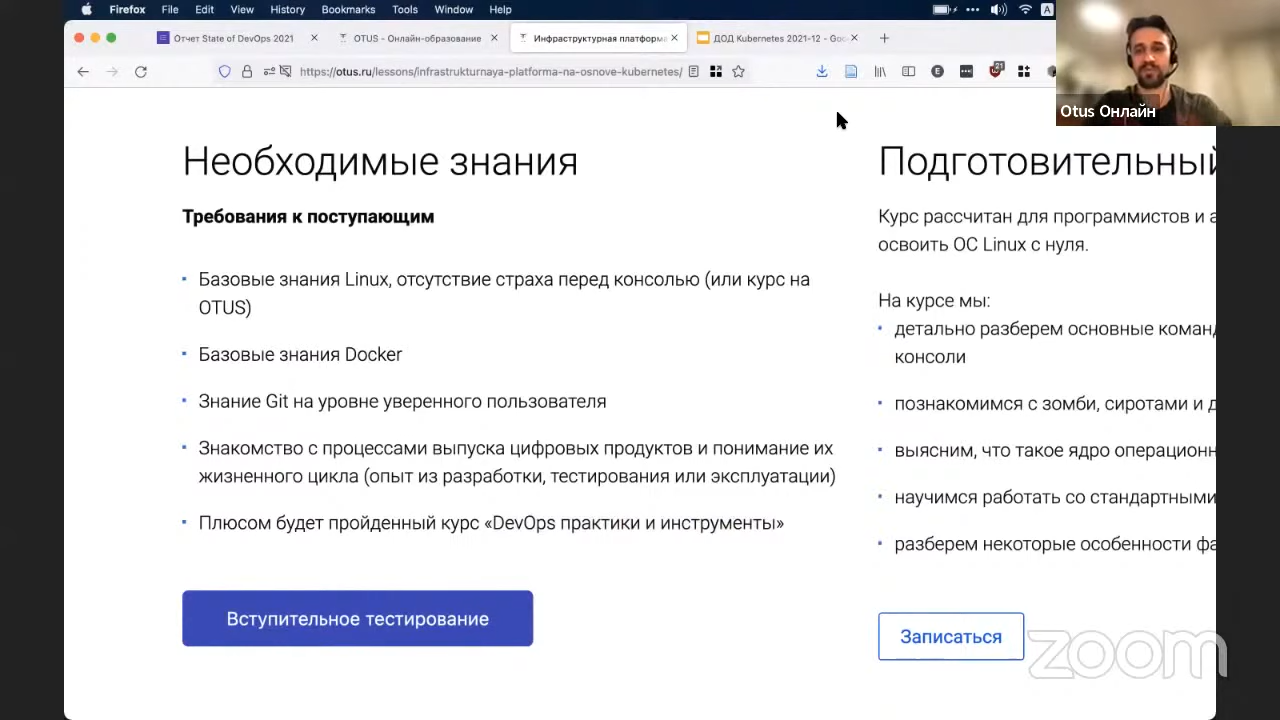 Firefox File Edit View History Bookmarks Tools Window Help
A
Отчет State of DevOps 2021
OTUS - Онлайн-образование
Инфраструктурная платформа
ДОД Kubernetes 2021-12 - Goo
https://otus.ru/lessons/infrastrukturnaya-platforma-na-osnove-kubernetes/
21
Otus Онлайн
Необходимые знания
Требования к поступающим
Базовые знания Linux, отсутствие страха перед консолью (или курс на
OTUS)
Базовые знания Docker
Знание Git на уровне уверенного пользователя
Знакомство с процессами выпуска цифровых продуктов и понимание их
жизненного цикла (опыт из разработки, тестирования или эксплуатации)
Плюсом будет пройденный курс «DevOps практики и инструменты»
Вступительное тестирование
Подготовительный
Курс рассчитан для программистов и а
освоить ОС Linux с нуля.
На курсе мы:
детально разберем основные команд
консоли
познакомимся с зомби, сиротами и д
выясним, что такое ядро операционн
научимся работать со стандартными
разберем некоторые особенности фа
Записаться
zoom